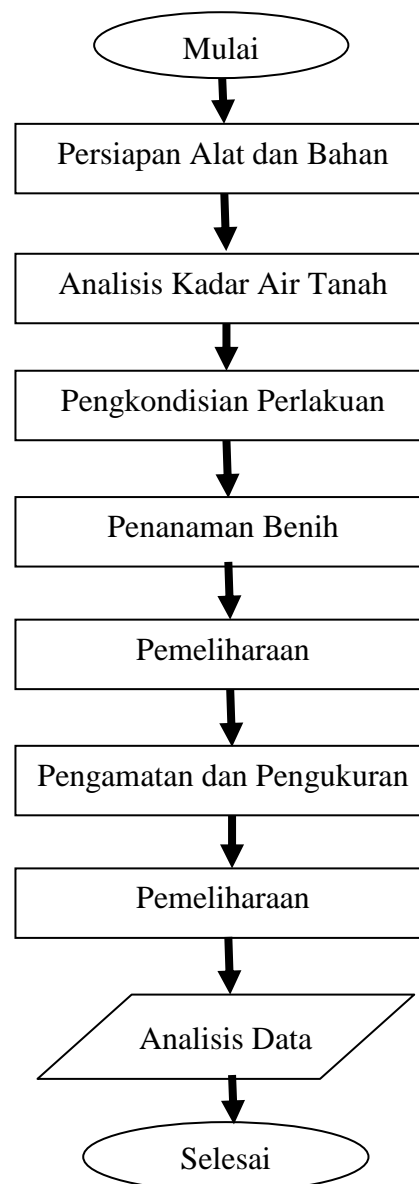 Mulai
Persiapan Alat dan Bahan
Analisis Kadar Air Tanah
Pengkondisian Perlakuan
Penanaman Benih
Pemeliharaan
Pengamatan dan Pengukuran
Pemeliharaan
Analisis Data
Selesai